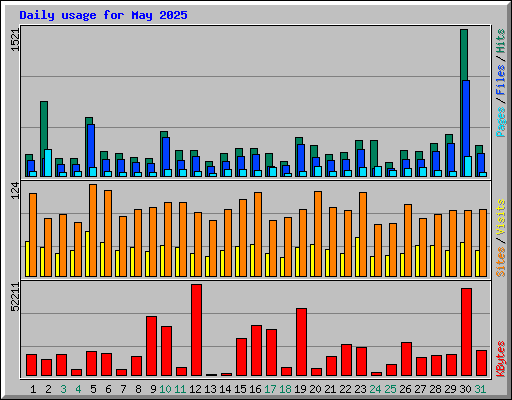 Daily usage for May 2025
1521
Pages / Files / Hits
124
Sites / Visits
52211
KBytes
1 2 3 4 5 6 7 8 9 10 11 12 13 14 15 16 17 18 19 20 21 22 23 24 25 26 27 28 29 30 31